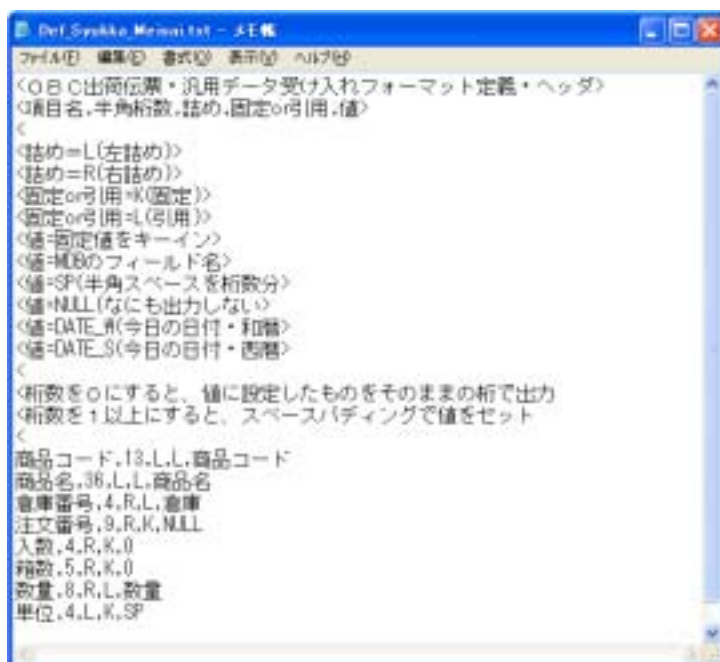 Def_Syukka_Meisai.txt - メモ帳
ファイル(F) 編集(E) 書式(O) 表示(V) ヘルプ(H)
<ＯＢＣ出荷伝票・汎用データ受け入れフォーマット定義・ヘッダ>
<項目名,半角桁数,詰め,固定or引用,値>
<
<詰め=L(左詰め)>
<詰め=R(右詰め)>
<固定or引用=K(固定)>
<固定or引用=L(引用)>
<値=固定値をキーイン>
<値=MDBのフィールド名>
<値=SP(半角スペースを桁数分>
<値=NULL(なにも出力しない>
<値=DATE_W(今日の日付・和暦>
<値=DATE_S(今日の日付・西暦>
<
<桁数を０にすると、値に設定したものをそのままの桁で出力
<桁数を１以上にすると、スペースパディングで値をセット
<
商品コード,13,L,L,商品コード
商品名,36,L,L,商品名
倉庫番号,4,R,L,倉庫
注文番号,9,R,K,NULL
入数,4,R,K,0
箱数,5,R,K,0
数量,8,R,L,数量
単位,4,L,K,SP